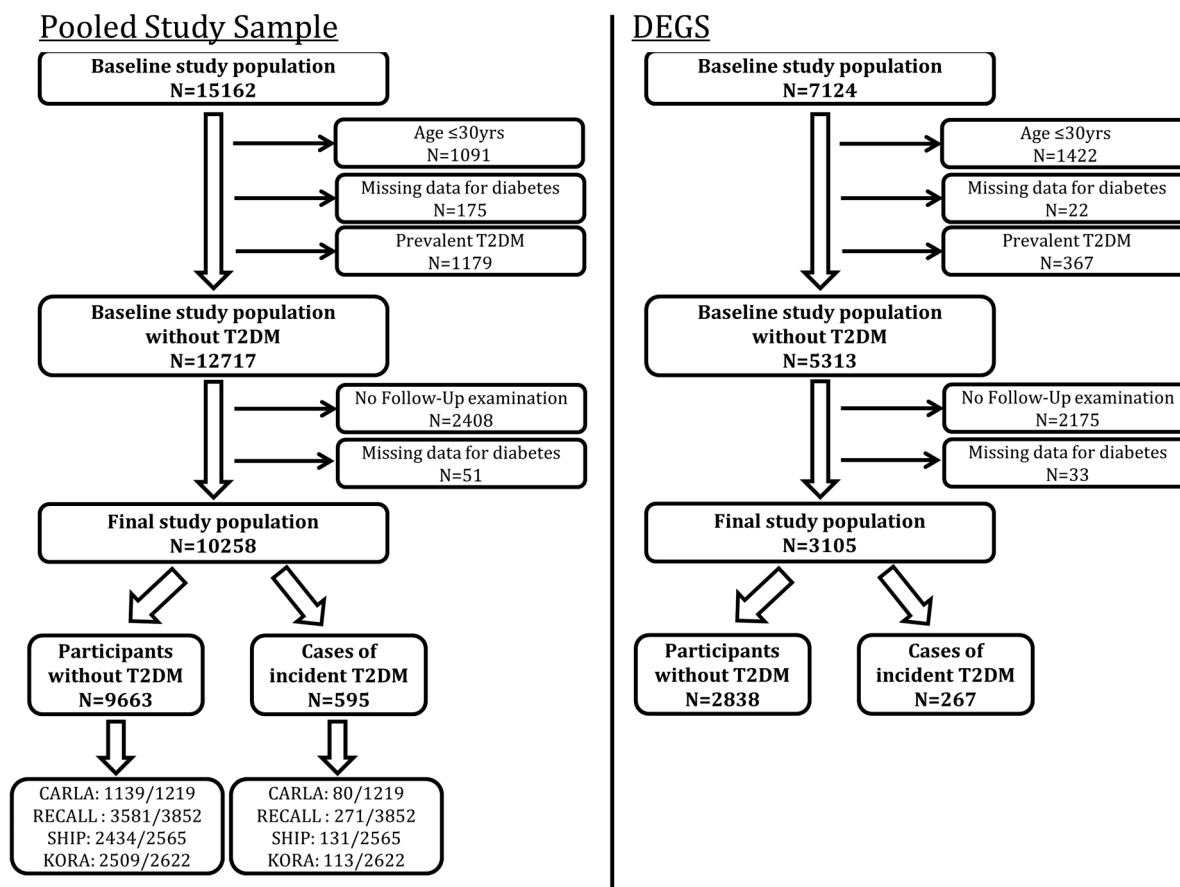 Pooled Study Sample
Baseline study population
N=15162
Age ≤30yrs
N=1091
Missing data for diabetes
N=175
Prevalent T2DM
N=1179
Baseline study population
without T2DM
N=12717
No Follow-Up examination
N=2408
Missing data for diabetes
N=51
Final study population
N=10258
Participants
without T2DM
N=9663
Cases of
incident T2DM
N=595
CARLA: 1139/1219
RECALL : 3581/3852
SHIP: 2434/2565
KORA: 2509/2622
CARLA: 80/1219
RECALL: 271/3852
SHIP: 131/2565
KORA: 113/2622
DEGS
Baseline study population
N=7124
Age ≤30yrs
N=1422
Missing data for diabetes
N=22
Prevalent T2DM
N=367
Baseline study population
without T2DM
N=5313
No Follow-Up examination
N=2175
Missing data for diabetes
N=33
Final study population
N=3105
Participants
without T2DM
N=2838
Cases of
incident T2DM
N=267